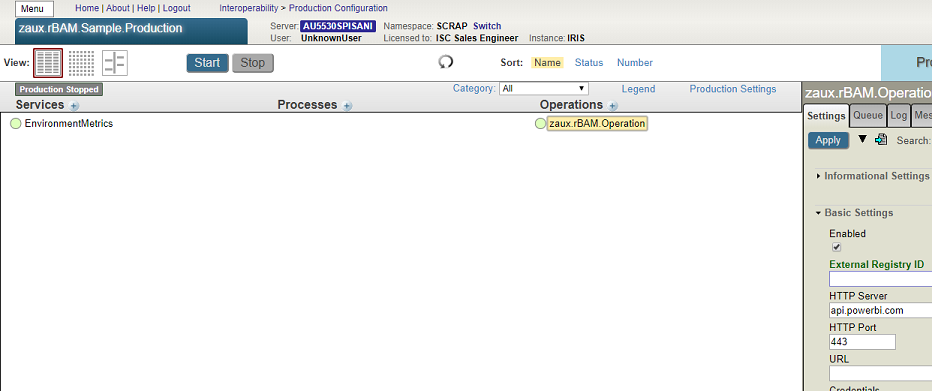 Menu
Home | About | Help | Logout
Interoperability > Production Configuration
zaux.rBAM.Sample.Production
Server: AU5530SPISANI Namespace: SCRAP Switch
User: UnknownUser Licensed to: ISC Sales Engineer Instance: IRIS
View:
Start
Stop
Sort: Name Status Number
Pro
Production Stopped
Category: All
Legend
Production Settings
Services
Processes
Operations
EnvironmentMetrics
zaux.rBAM.Operation
zaux.rBAM.Operation
Settings Queue Log Mes
Apply
Search:
Informational Settings
Basic Settings
Enabled
External Registry ID
HTTP Server
api.powerbi.com
HTTP Port
443
URL